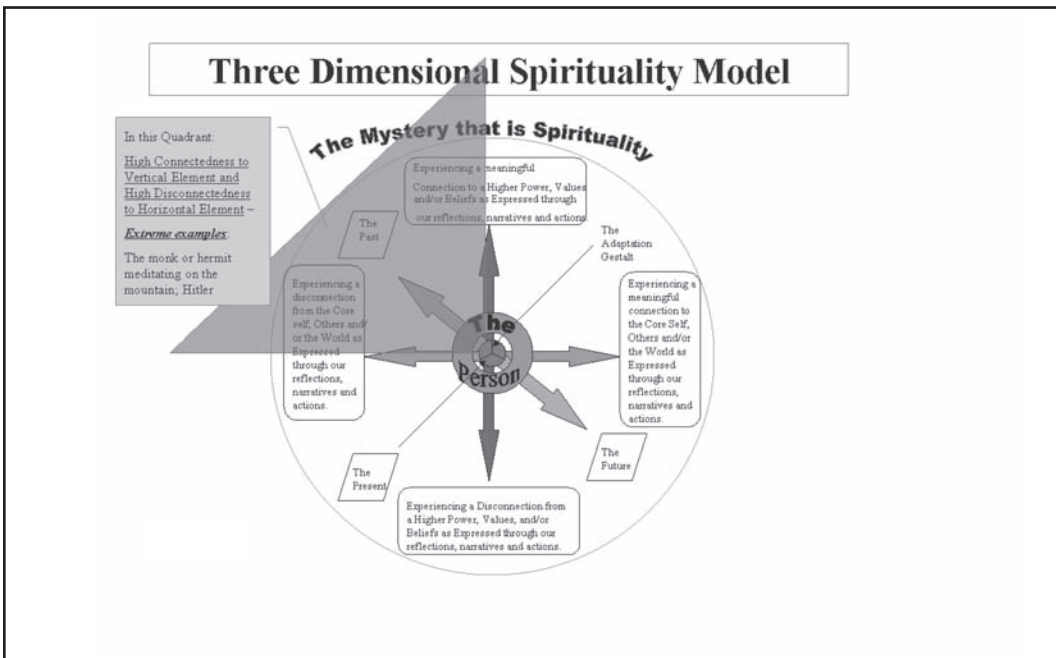 Three Dimensional Spirituality Model
In this Quadrant:
High Connectedness to
Vertical Element and
High Disconnectedness
to Horizontal Element –
Extreme examples:
The monk or hermit
meditating on the
mountain; Hitler
The Mystery that is Spirituality
Experiencing a meaningful
Connection to a Higher Power, Values
and/or Beliefs as Expressed through
our reflections, narratives and actions
The
Past
The
Adaptation
Gestalt
Experiencing a
disconnection
from the Core
self, Others and/
or the World as
Expressed
through our
reflections,
narratives and
actions.
The
Person
Experiencing a
meaningful
connection to
the Core Self,
Others and/or
the World as
Expressed
through our
reflections,
narratives and
actions.
The
Present
The
Future
Experiencing a Disconnection from
a Higher Power, Values, and/or
Beliefs as Expressed through our
reflections, narratives and actions.